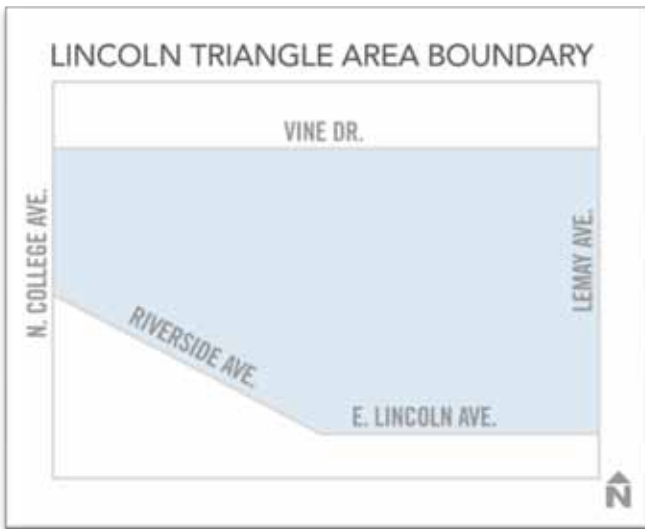 LINCOLN TRIANGLE AREA BOUNDARY
VINE DR.
N. COLLEGE AVE.
LEMAY AVE.
RIVERSIDE AVE.
E. LINCOLN AVE.
N